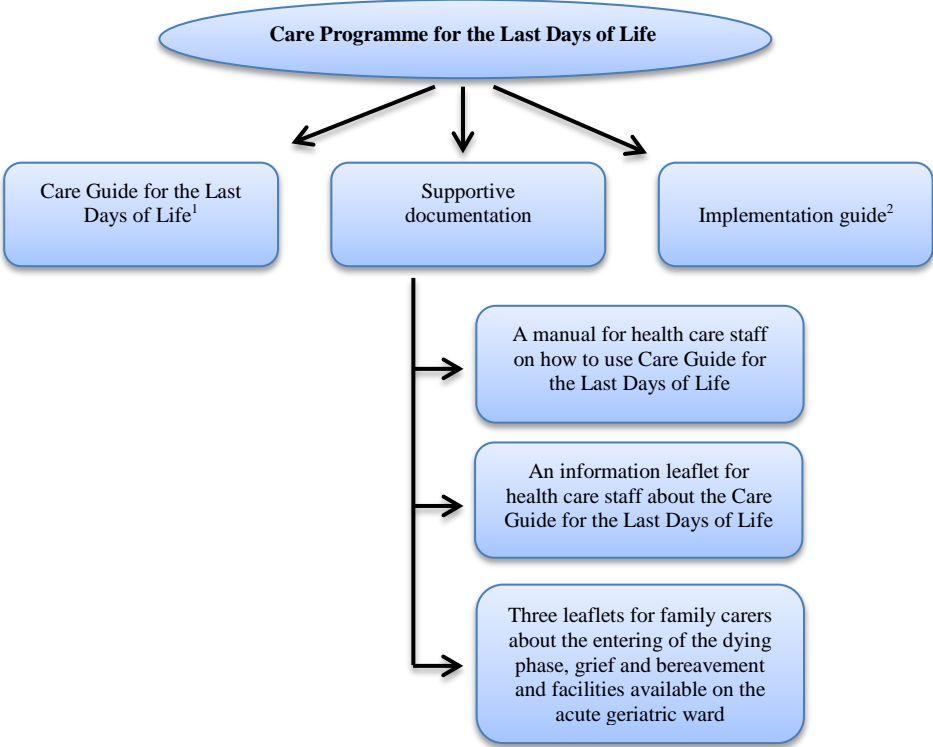 Care Programme for the Last Days of Life
Care Guide for the Last
Days of Life¹
Supportive
documentation
Implementation guide²
A manual for health care staff
on how to use Care Guide for
the Last Days of Life
An information leaflet for
health care staff about the Care
Guide for the Last Days of Life
Three leaflets for family carers
about the entering of the dying
phase, grief and bereavement
and facilities available on the
acute geriatric ward